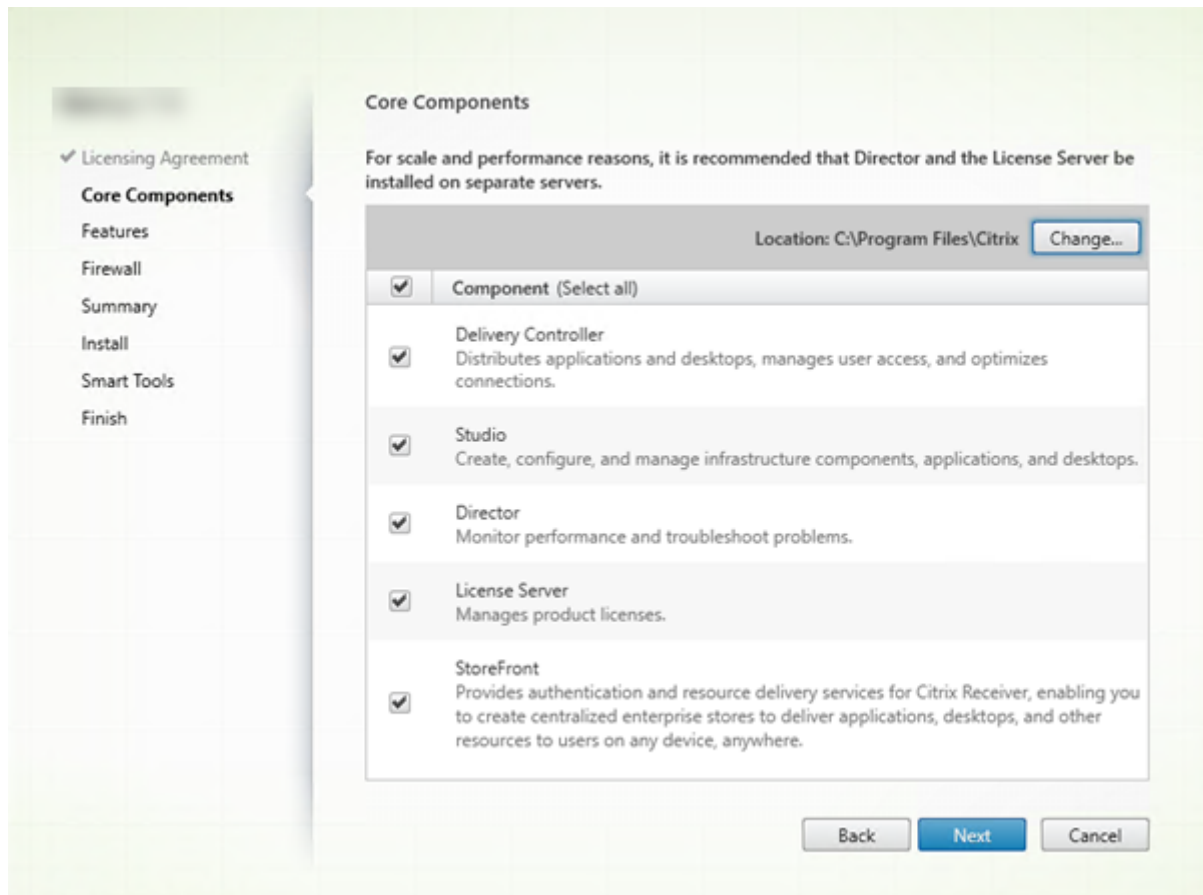 Licensing Agreement
Core Components
Features
Firewall
Summary
Install
Smart Tools
Finish
Core Components
For scale and performance reasons, it is recommended that Director and the License Server be
installed on separate servers.
Location: C:\Program Files\Citrix
Change...
Component (Select all)
Delivery Controller
Distributes applications and desktops, manages user access, and optimizes
connections.
Studio
Create, configure, and manage infrastructure components, applications, and desktops.
Director
Monitor performance and troubleshoot problems.
License Server
Manages product licenses.
StoreFront
Provides authentication and resource delivery services for Citrix Receiver, enabling you
to create centralized enterprise stores to deliver applications, desktops, and other
resources to users on any device, anywhere.
Back
Next
Cancel